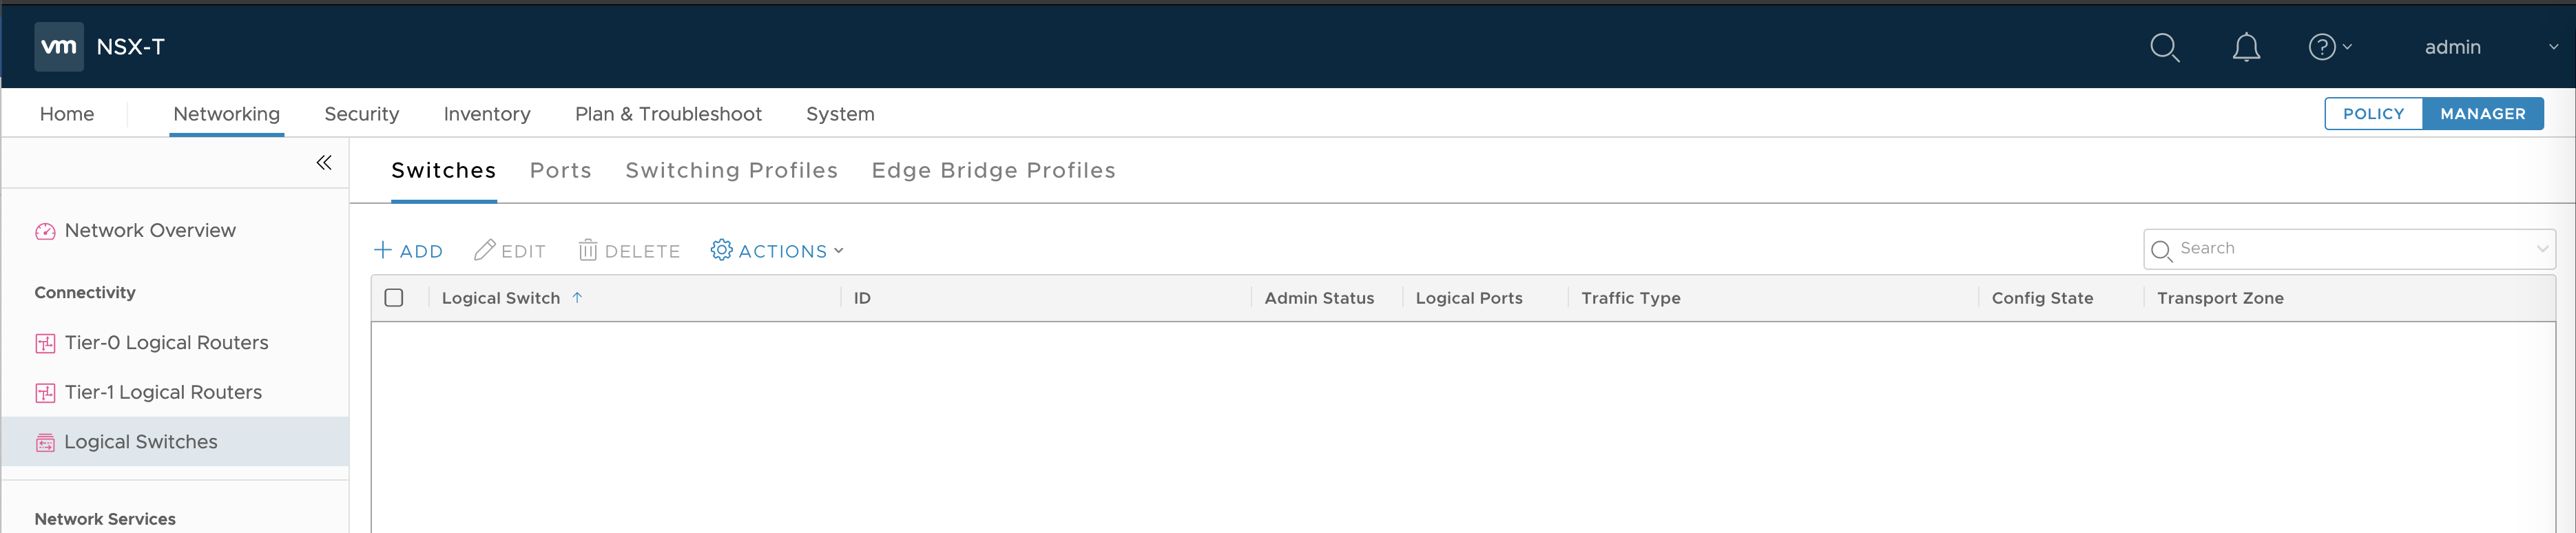 vm NSX-T admin
Home Networking Security Inventory Plan & Troubleshoot System POLICY MANAGER
Switches Ports Switching Profiles Edge Bridge Profiles
Network Overview
ADD EDIT DELETE ACTIONS Search
Connectivity
Logical Switch ID Admin Status Logical Ports Traffic Type Config State Transport Zone
Tier-0 Logical Routers
Tier-1 Logical Routers
Logical Switches
Network Services